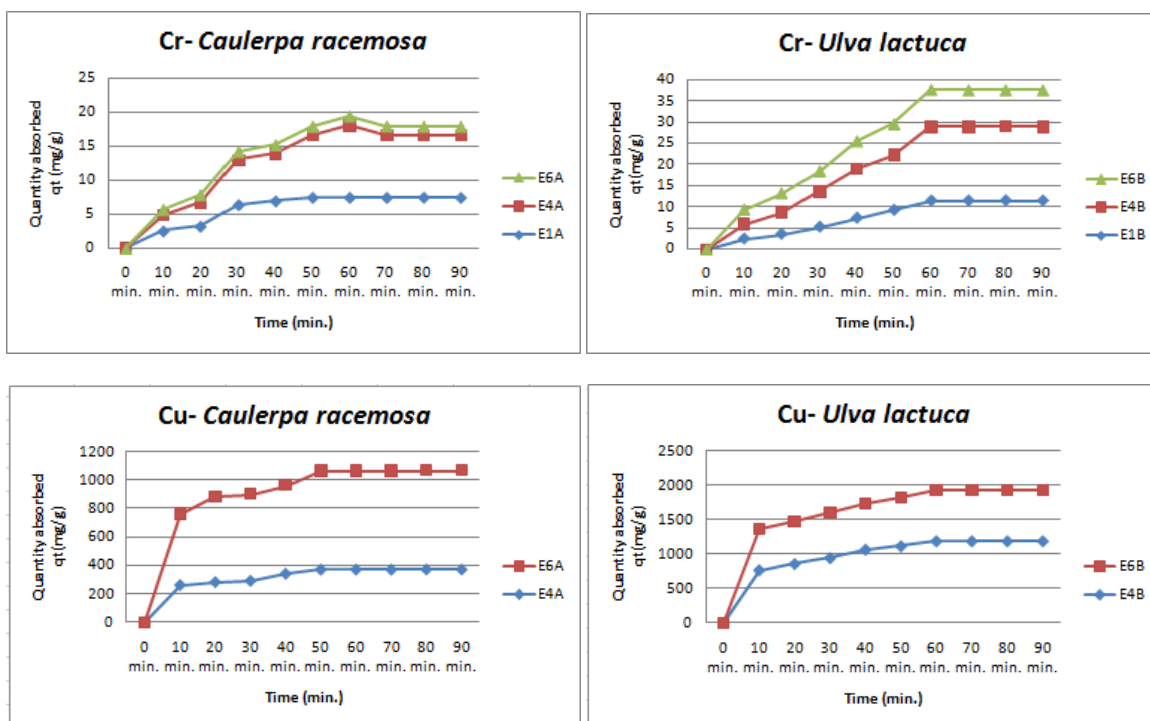 Cr- Caulerpa racemosa
Quantity absorbed
qt (mg/g)
25
20
15
10
5
0
0 10 20 30 40 50 60 70 80 90
min. min. min. min. min. min. min. min. min. min.
Time (min.)
E6A
E4A
E1A
Cr- Ulva lactuca
Quantity absorbed
qt (mg/g)
40
35
30
25
20
15
10
5
0
0 10 20 30 40 50 60 70 80 90
min. min. min. min. min. min. min. min. min. min.
Time (min.)
E6B
E4B
E1B
Cu- Caulerpa racemosa
Quantity absorbed
qt (mg/g)
1200
1000
800
600
400
200
0
0 10 20 30 40 50 60 70 80 90
min. min. min. min. min. min. min. min. min. min.
Time (min.)
E6A
E4A
Cu- Ulva lactuca
Quantity absorbed
qt (mg/g)
2500
2000
1500
1000
500
0
0 10 20 30 40 50 60 70 80 90
min. min. min. min. min. min. min. min. min. min.
Time (min.)
E6B
E4B